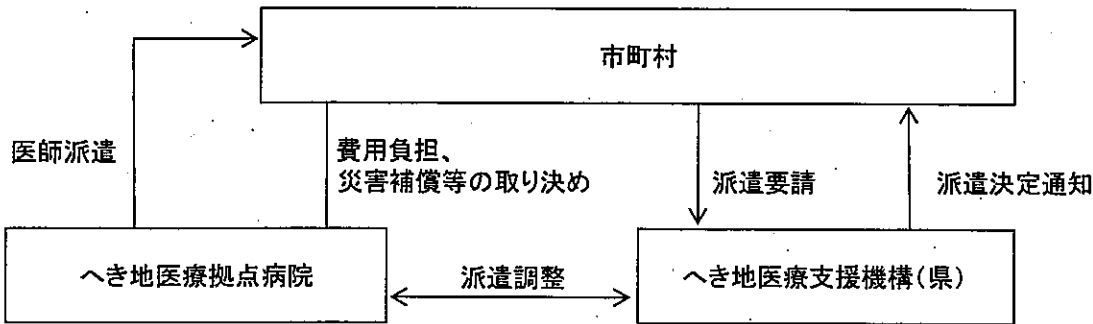 市町村
医師派遣
費用負担、
災害補償等の取り決め
派遣要請
派遣決定通知
へき地医療拠点病院
派遣調整
へき地医療支援機構(県)